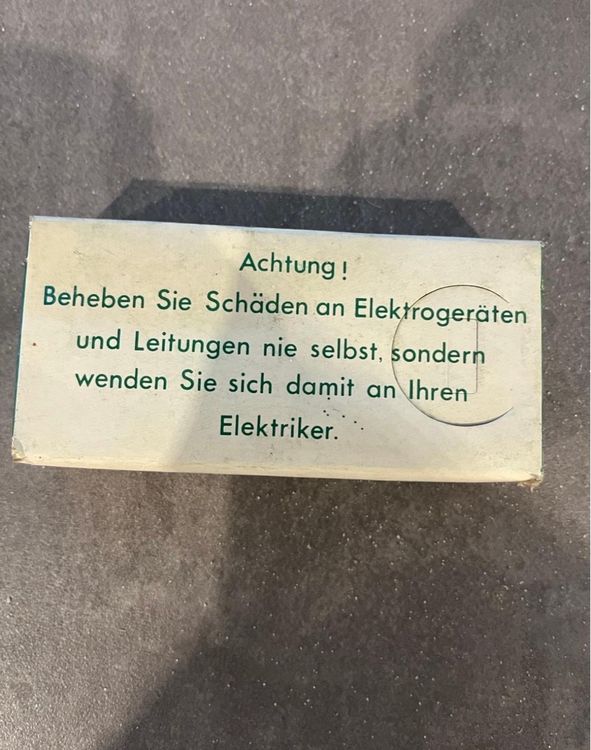 Achtung!
Beheben Sie Schäden an Elektrogeräten
und Leitungen nie selbst, sondern
wenden Sie sich damit an Ihren
Elektriker.